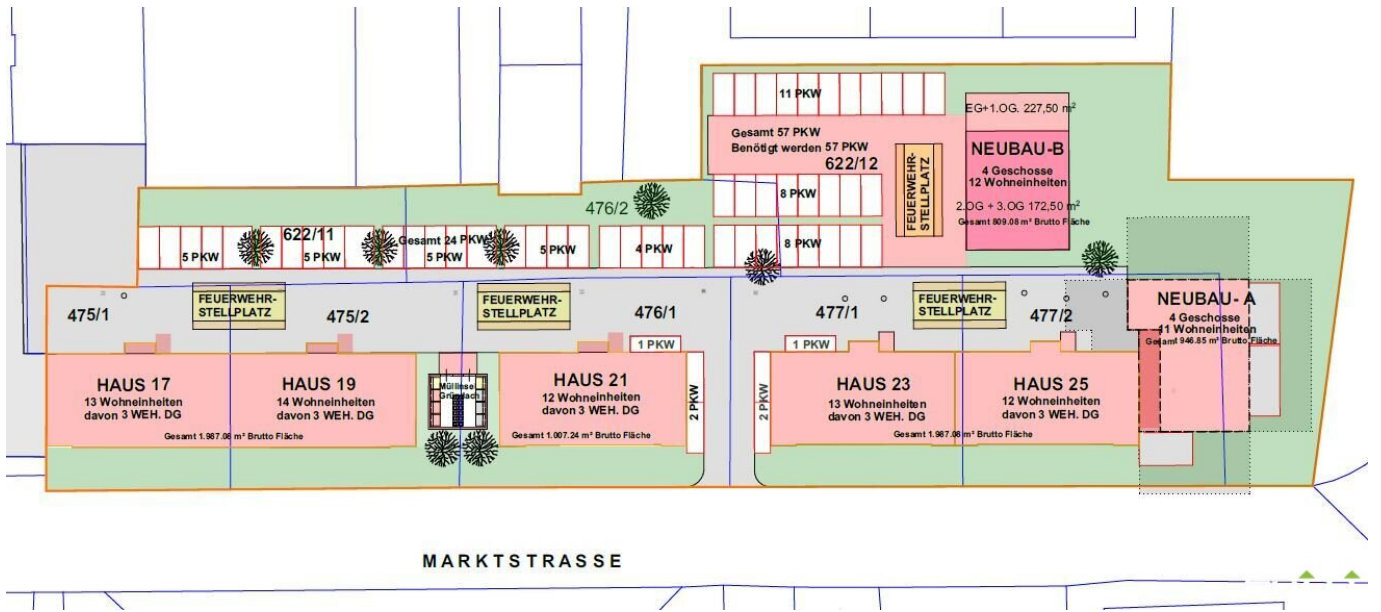 11 PKW
EG+1.OG. 227,50 m²
Gesamt 57 PKW
Benötigt werden 57 PKW
622/12
FEUERWEHR-
STELLPLATZ
NEUBAU-B
4 Geschosse
12 Wohneinheiten
2.OG + 3.OG 172,50 m²
Gesamt 809.08 m² Brutto Fläche
8 PKW
476/2
622/11
Gesamt 24 PKW
5 PKW
5 PKW
5 PKW
5 PKW
4 PKW
8 PKW
475/1
FEUERWEHR-
STELLPLATZ
475/2
FEUERWEHR-
STELLPLATZ
476/1
477/1
FEUERWEHR-
STELLPLATZ
477/2
NEUBAU- A
4 Geschosse
11 Wohneinheiten
Gesamt 946.85 m² Brutto Fläche
1 PKW
1 PKW
HAUS 17
13 Wohneinheiten
davon 3 WEH. DG
HAUS 19
14 Wohneinheiten
davon 3 WEH. DG
Gesamt 1.987.08 m² Brutto Fläche
Müllinsel
Gründach
HAUS 21
12 Wohneinheiten
davon 3 WEH. DG
Gesamt 1.007.24 m² Brutto Fläche
2 PKW
2 PKW
HAUS 23
13 Wohneinheiten
davon 3 WEH. DG
HAUS 25
12 Wohneinheiten
davon 3 WEH. DG
Gesamt 1.987.08 m² Brutto Fläche
MARKTSTRASSE